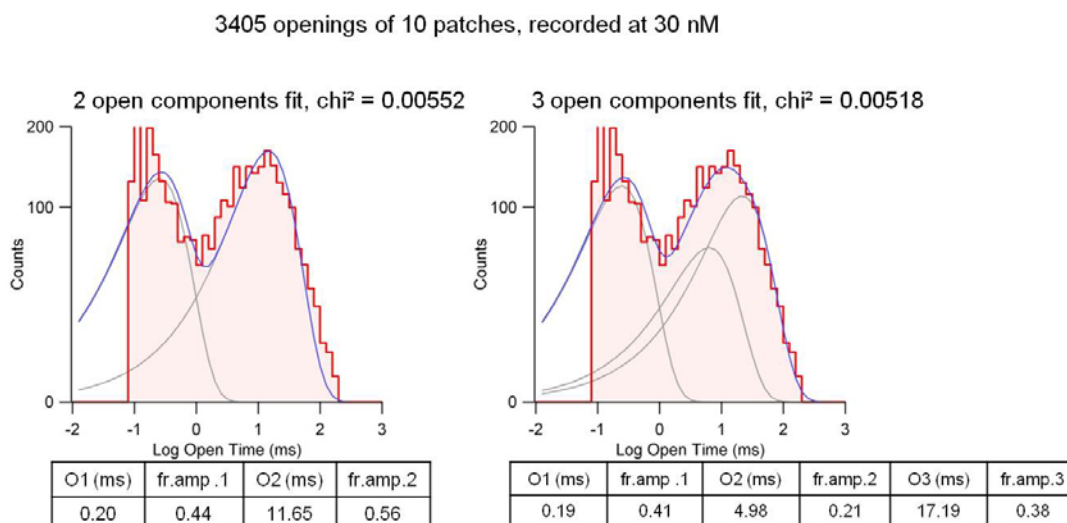 3405 openings of 10 patches, recorded at 30 nM
2 open components fit, chi² = 0.00552
3 open components fit, chi² = 0.00518
200
100
0
Counts
-2 -1 0 1 2 3
Log Open Time (ms)
200
100
0
Counts
-2 -1 0 1 2 3
Log Open Time (ms)
O1 (ms) fr.amp .1 O2 (ms) fr.amp.2
0.20 0.44 11.65 0.56
O1 (ms) fr.amp .1 O2 (ms) fr.amp.2 O3 (ms) fr.amp.3
0.19 0.41 4.98 0.21 17.19 0.38